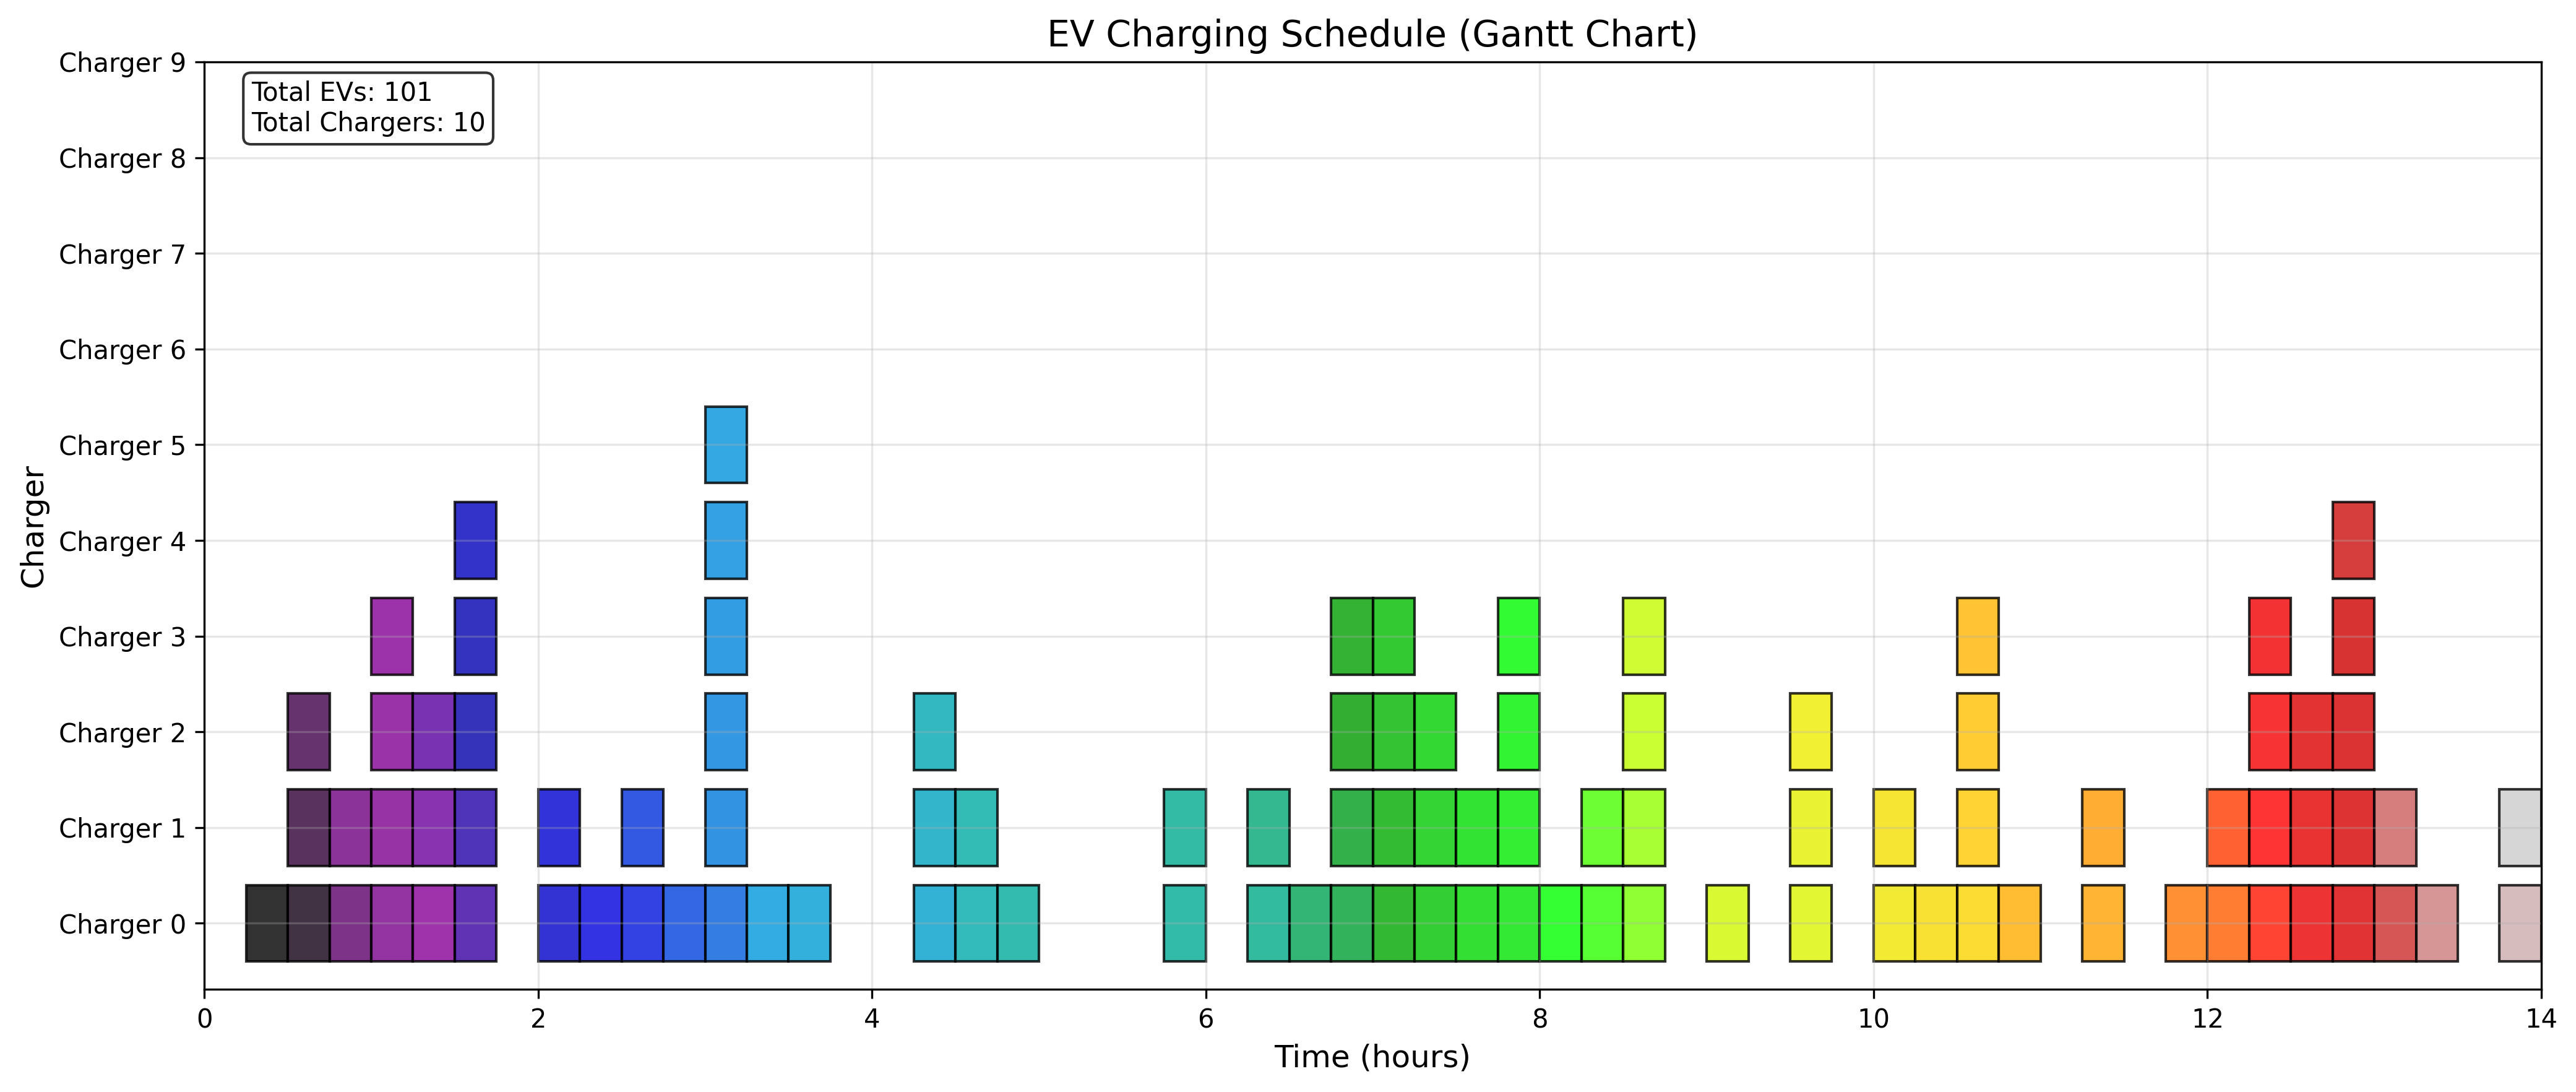 EV Charging Schedule (Gantt Chart)
Total EVs: 101
Total Chargers: 10
Charger 9
Charger 8
Charger 7
Charger 6
Charger 5
Charger 4
Charger 3
Charger 2
Charger 1
Charger 0
Charger
0 2 4 6 8 10 12 14
Time (hours)